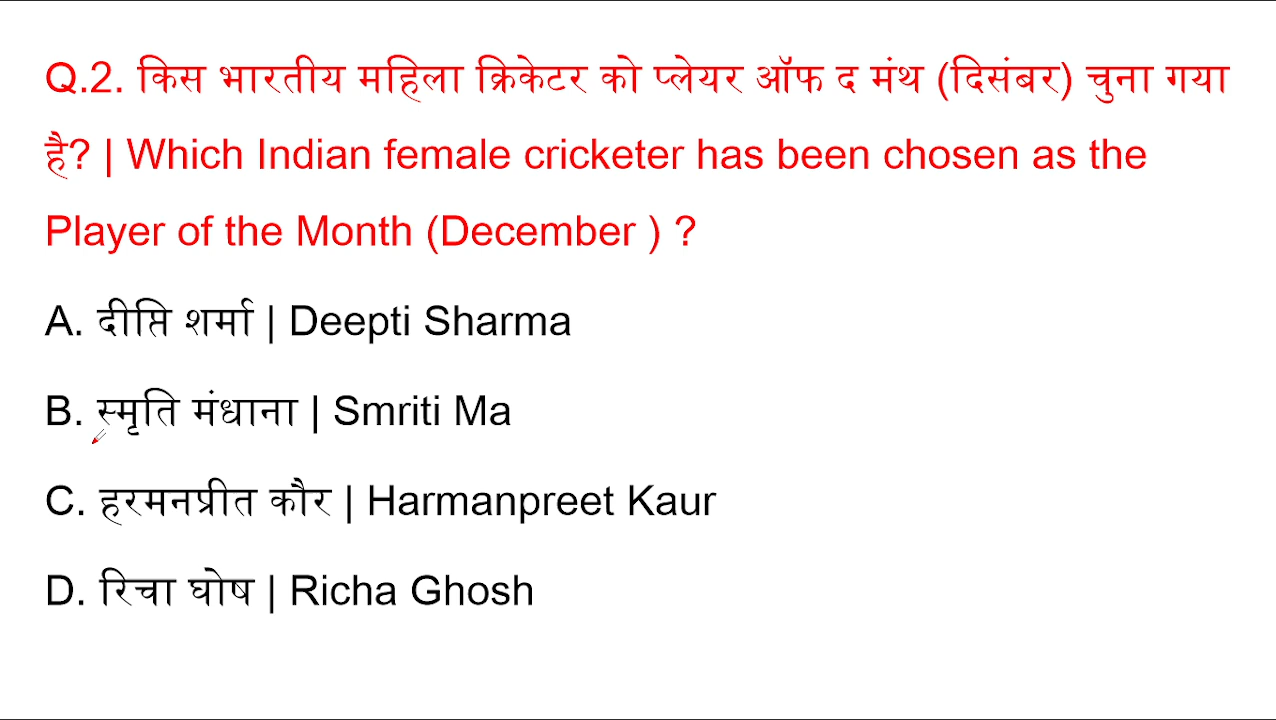 Q.2. किस भारतीय महिला क्रिकेटर को प्लेयर ऑफ द मंथ (दिसंबर) चुना गया
है? | Which Indian female cricketer has been chosen as the
Player of the Month (December ) ?
A. दीप्ति शर्मा | Deepti Sharma
B. स्मृति मंधाना | Smriti Ma
C. हरमनप्रीत कौर | Harmanpreet Kaur
D. रिचा घोष | Richa Ghosh